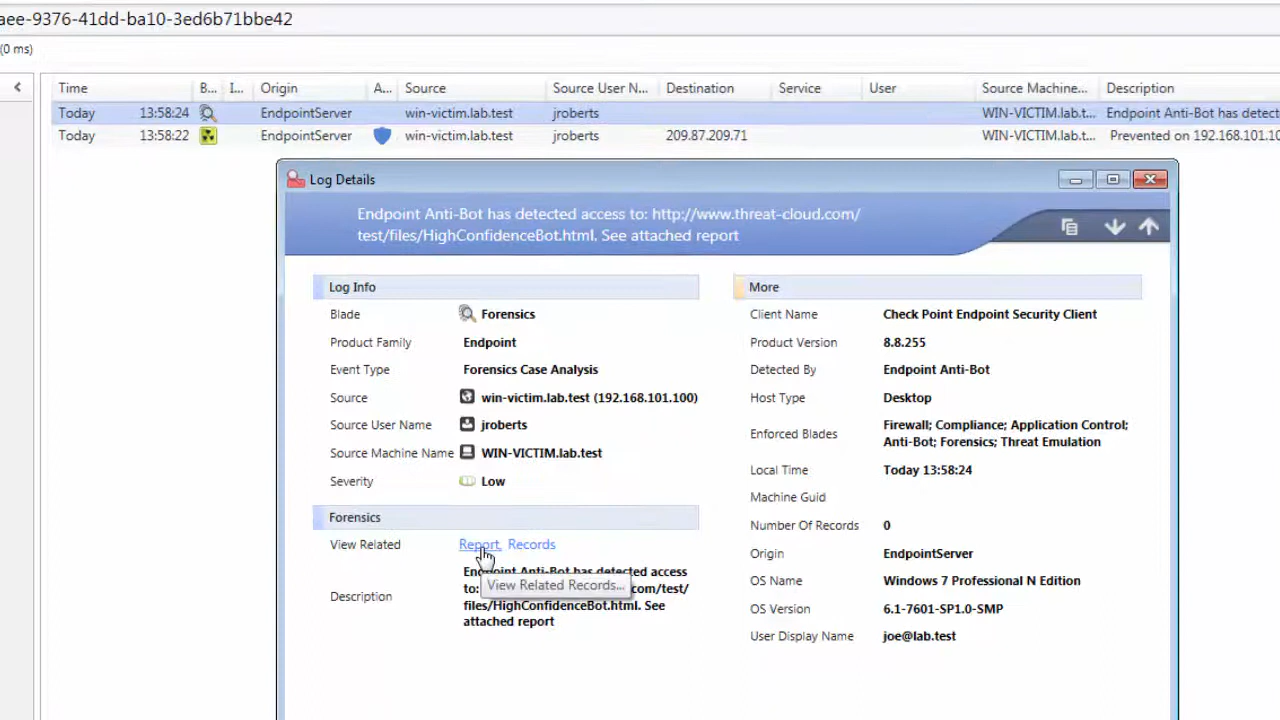 aee-9376-41dd-ba10-3ed6b71bbe42
(0 ms)
Time B... I... Origin A... Source Source User N... Destination Service User Source Machine... Description
Today 13:58:24 EndpointServer win-victim.lab.test jroberts WIN-VICTIM.lab.t... Endpoint Anti-Bot has detect
Today 13:58:22 EndpointServer win-victim.lab.test jroberts 209.87.209.71 WIN-VICTIM.lab.t... Prevented on 192.168.101.10
Log Details
Endpoint Anti-Bot has detected access to: http://www.threat-cloud.com/
test/files/HighConfidenceBot.html. See attached report
Log Info
Blade Forensics
Product Family Endpoint
Event Type Forensics Case Analysis
Source win-victim.lab.test (192.168.101.100)
Source User Name jroberts
Source Machine Name WIN-VICTIM.lab.test
Severity Low
Forensics
View Related Report, Records
View Related Records...
Description Endpoint Anti-Bot has detected access
to: .com/test/
files/HighConfidenceBot.html. See
attached report
More
Client Name Check Point Endpoint Security Client
Product Version 8.8.255
Detected By Endpoint Anti-Bot
Host Type Desktop
Enforced Blades Firewall; Compliance; Application Control;
Anti-Bot; Forensics; Threat Emulation
Local Time Today 13:58:24
Machine Guid
Number Of Records 0
Origin EndpointServer
OS Name Windows 7 Professional N Edition
OS Version 6.1-7601-SP1.0-SMP
User Display Name joe@lab.test